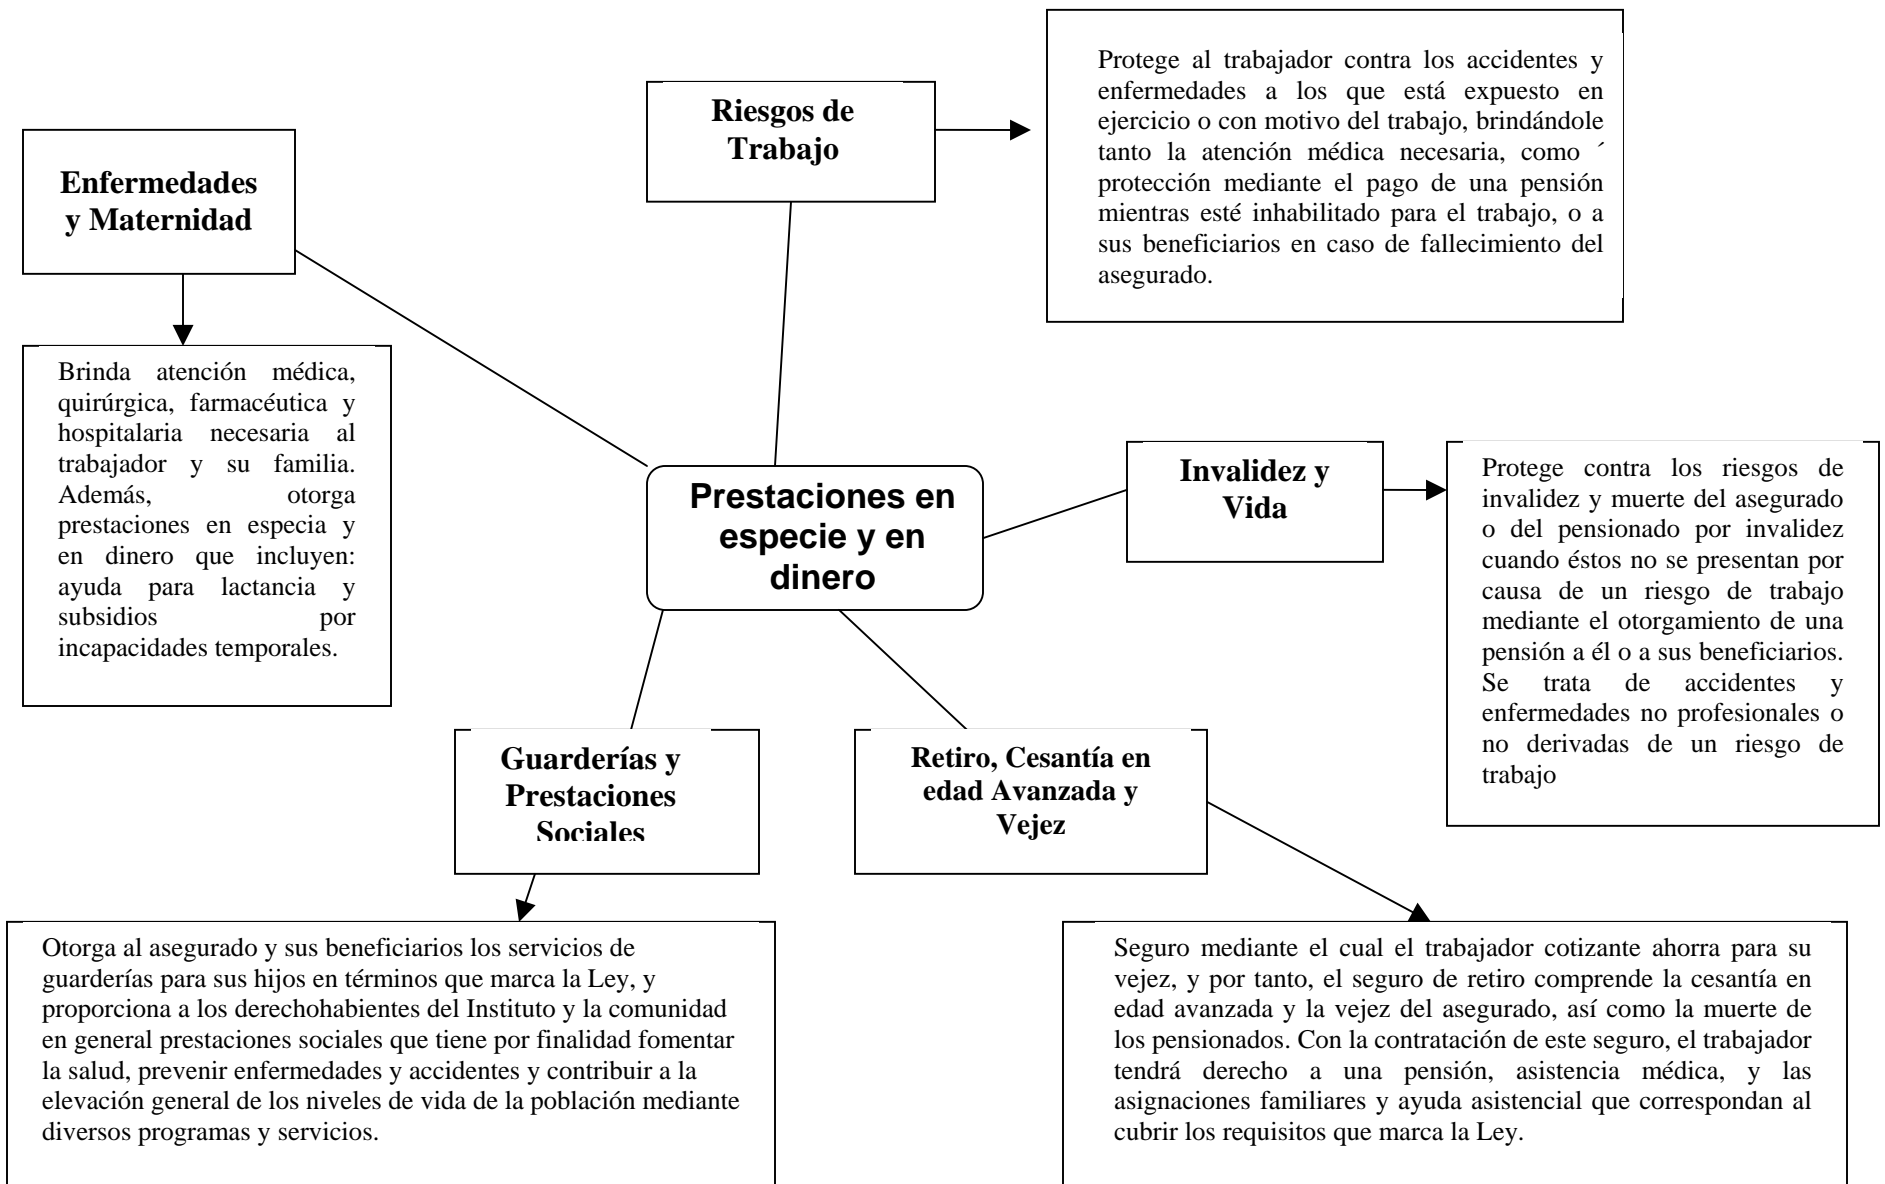 Riesgos de
Trabajo
Protege al trabajador contra los accidentes y
enfermedades a los que está expuesto en
ejercicio o con motivo del trabajo, brindándole
tanto la atención médica necesaria, como ´
protección mediante el pago de una pensión
mientras esté inhabilitado para el trabajo, o a
sus beneficiarios en caso de fallecimiento del
asegurado.
Enfermedades
y Maternidad
Brinda atención médica,
quirúrgica, farmacéutica y
hospitalaria necesaria al
trabajador y su familia.
Además, otorga
prestaciones en especia y
en dinero que incluyen:
ayuda para lactancia y
subsidios por
incapacidades temporales.
Prestaciones en
especie y en
dinero
Invalidez y
Vida
Protege contra los riesgos de
invalidez y muerte del asegurado
o del pensionado por invalidez
cuando éstos no se presentan por
causa de un riesgo de trabajo
mediante el otorgamiento de una
pensión a él o a sus beneficiarios.
Se trata de accidentes y
enfermedades no profesionales o
no derivadas de un riesgo de
trabajo
Guarderías y
Prestaciones
Sociales
Retiro, Cesantía en
edad Avanzada y
Vejez
Otorga al asegurado y sus beneficiarios los servicios de
guarderías para sus hijos en términos que marca la Ley, y
proporciona a los derechohabientes del Instituto y la comunidad
en general prestaciones sociales que tiene por finalidad fomentar
la salud, prevenir enfermedades y accidentes y contribuir a la
elevación general de los niveles de vida de la población mediante
diversos programas y servicios.
Seguro mediante el cual el trabajador cotizante ahorra para su
vejez, y por tanto, el seguro de retiro comprende la cesantía en
edad avanzada y la vejez del asegurado, así como la muerte de
los pensionados. Con la contratación de este seguro, el trabajador
tendrá derecho a una pensión, asistencia médica, y las
asignaciones familiares y ayuda asistencial que correspondan al
cubrir los requisitos que marca la Ley.